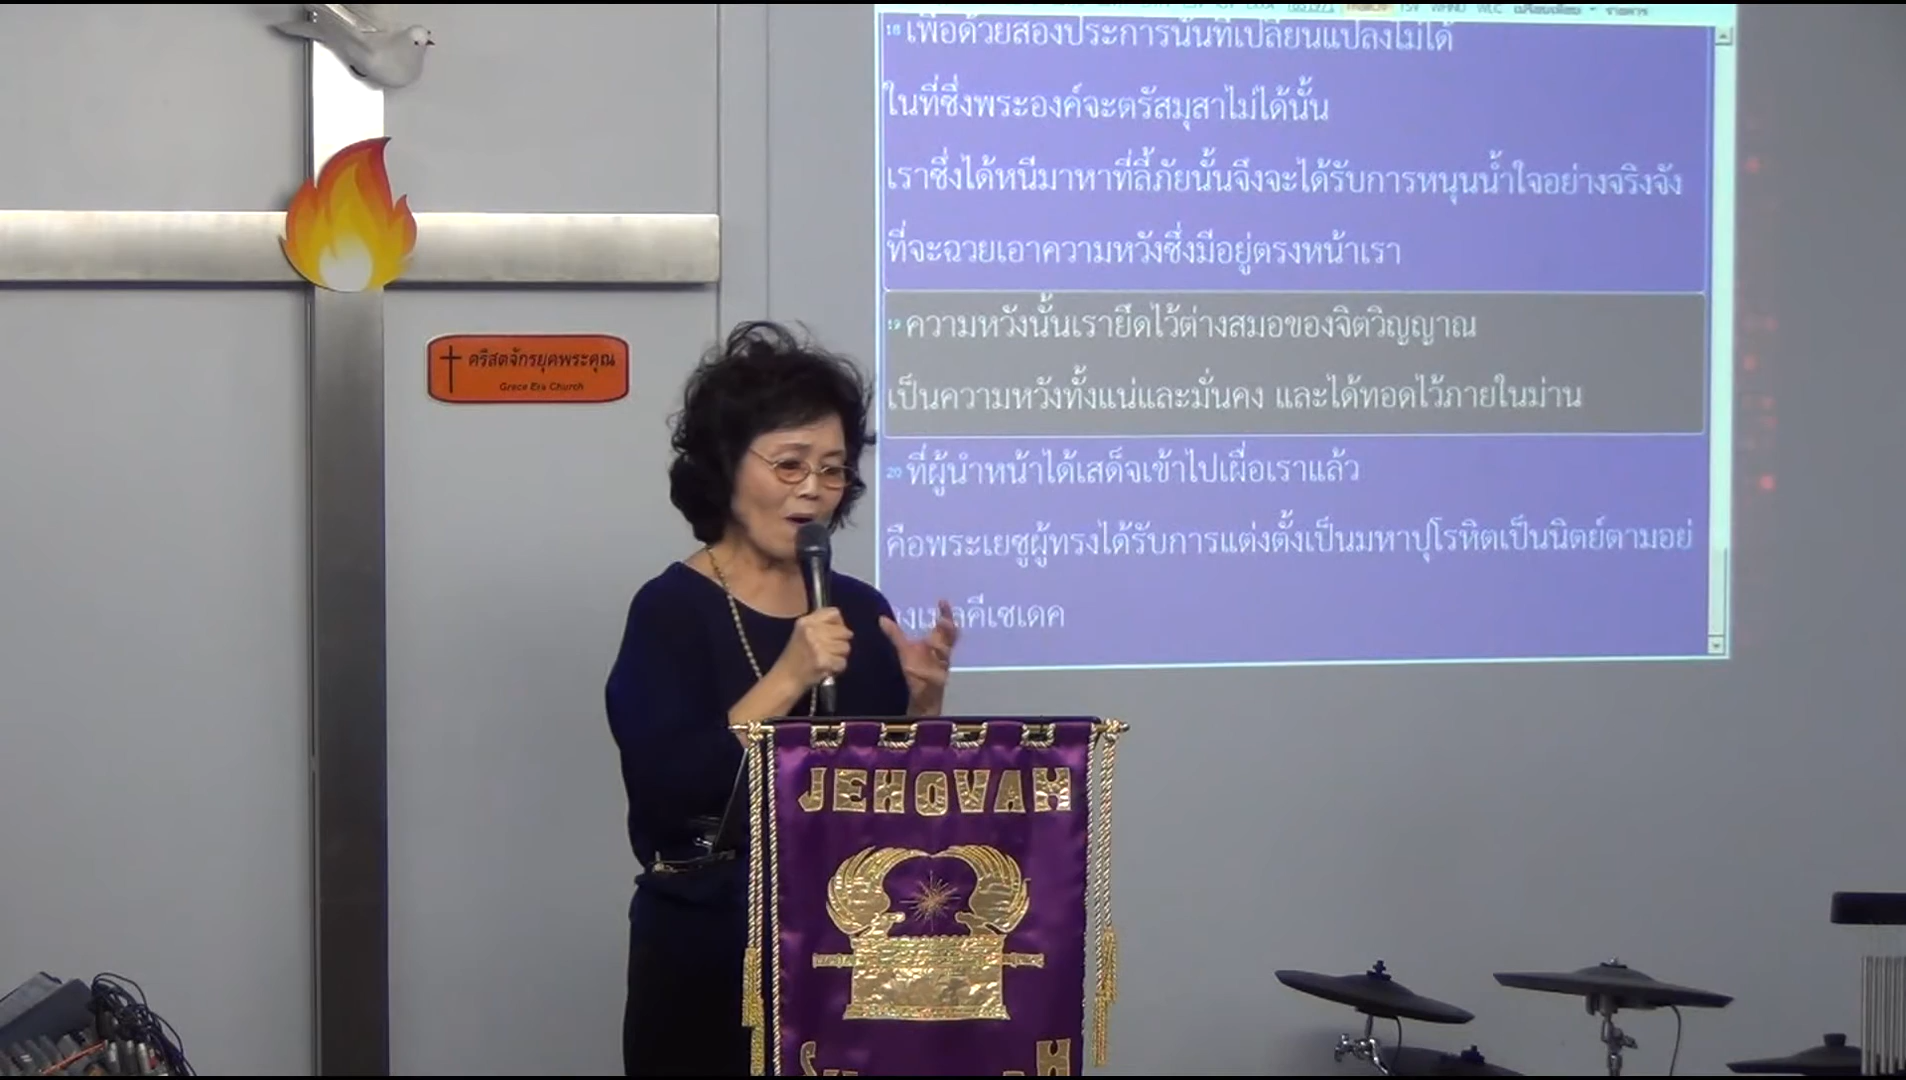 18 เพื่อด้วยสองประการนั้นที่เปลี่ยนแปลงไม่ได้
ในที่ซึ่งพระองค์จะตรัสมุสาไม่ได้นั้น
เราซึ่งได้หนีมาหาที่ลี้ภัยนั้นจึงจะได้รับการหนุนน้ำใจอย่างจริงจัง
ที่จะฉวยเอาความหวังซึ่งมีอยู่ตรงหน้าเรา
19 ความหวังนั้นเรายึดไว้ต่างสมอของจิตวิญญาณ
เป็นความหวังทั้งแน่และมั่นคง และได้ทอดไว้ภายในม่าน
20 ที่ผู้นำหน้าได้เสด็จเข้าไปเผื่อเราแล้ว
คือพระเยซูผู้ทรงได้รับการแต่งตั้งเป็นมหาปุโรหิตเป็นนิตย์ตามอย่
คริสตจักรยุคพระคุณ
Grace Era Church
JEHOVAH